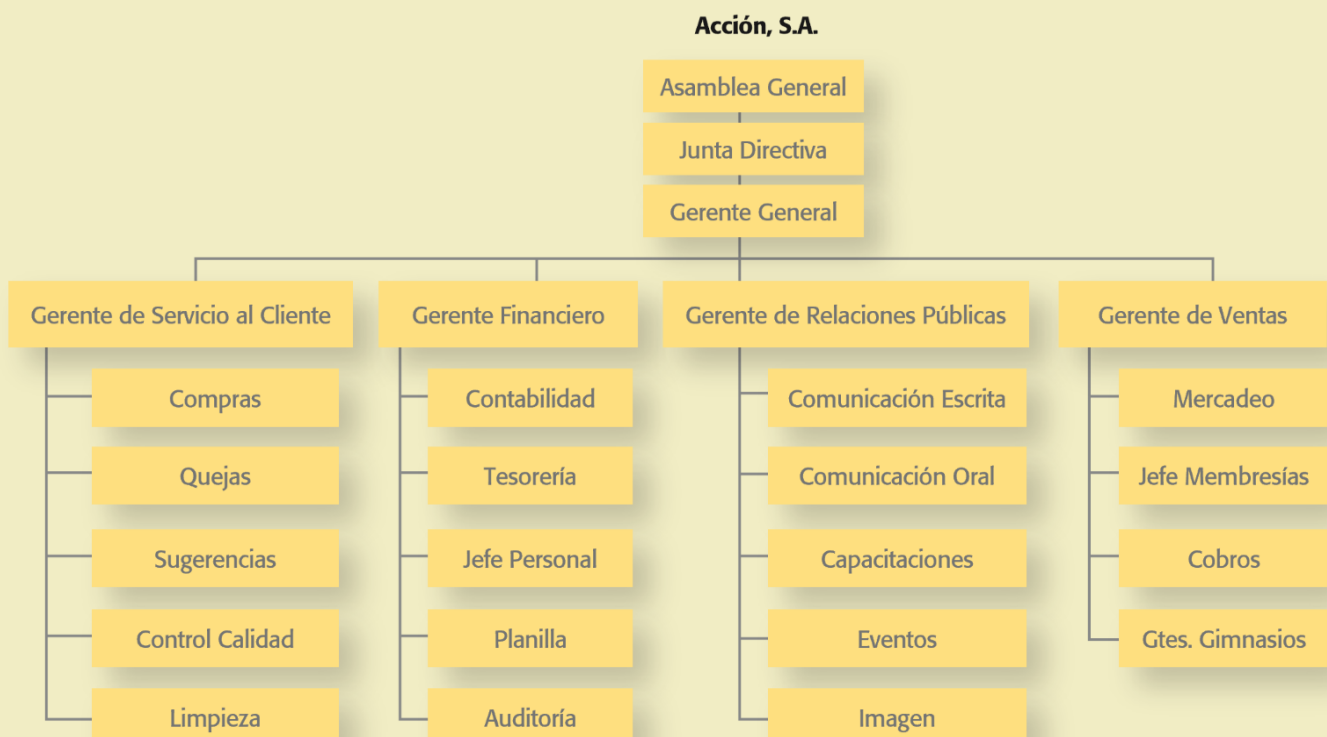 Acción, S.A.
Asamblea General
Junta Directiva
Gerente General
Gerente de Servicio al Cliente
Compras
Quejas
Sugerencias
Control Calidad
Limpieza
Gerente Financiero
Contabilidad
Tesorería
Jefe Personal
Planilla
Auditoría
Gerente de Relaciones Públicas
Comunicación Escrita
Comunicación Oral
Capacitaciones
Eventos
Imagen
Gerente de Ventas
Mercadeo
Jefe Membresías
Cobros
Gtes. Gimnasios